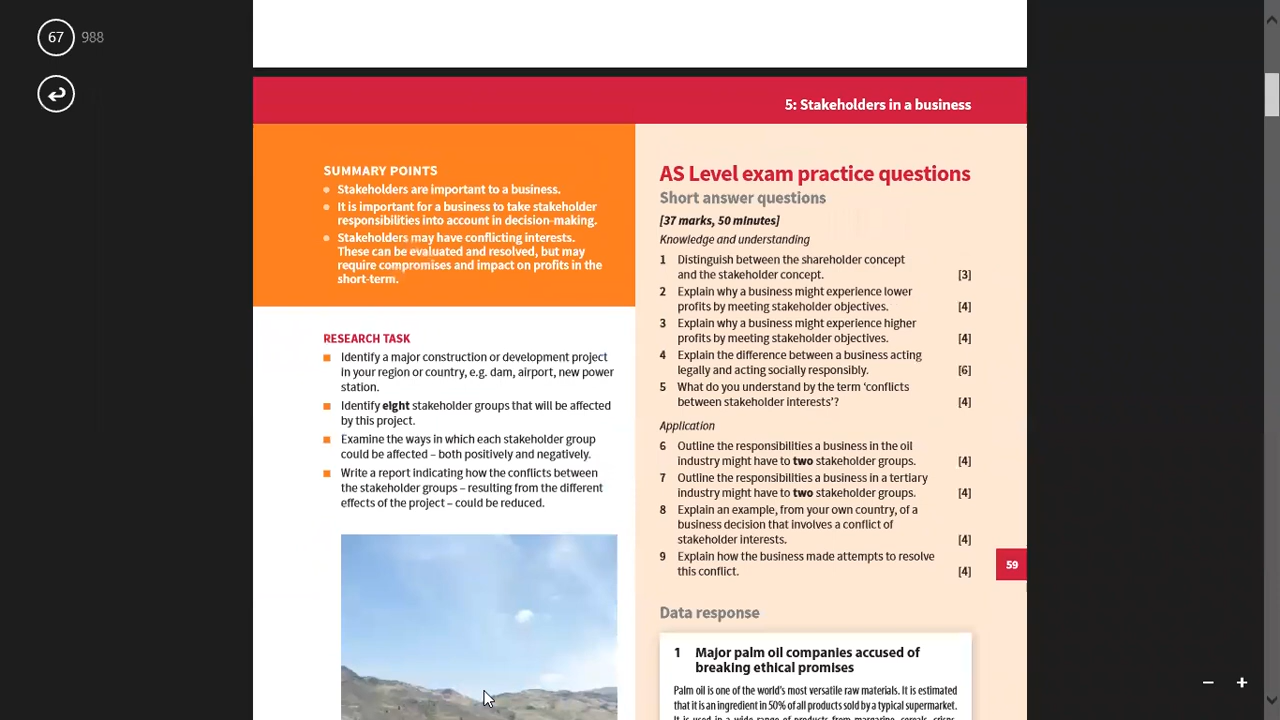 67 988
5: Stakeholders in a business
SUMMARY POINTS
Stakeholders are important to a business.
It is important for a business to take stakeholder
responsibilities into account in decision-making.
Stakeholders may have conflicting interests.
These can be evaluated and resolved, but may
require compromises and impact on profits in the
short-term.
RESEARCH TASK
Identify a major construction or development project
in your region or country, e.g. dam, airport, new power
station.
Identify eight stakeholder groups that will be affected
by this project.
Examine the ways in which each stakeholder group
could be affected – both positively and negatively.
Write a report indicating how the conflicts between
the stakeholder groups – resulting from the different
effects of the project – could be reduced.
AS Level exam practice questions
Short answer questions
[37 marks, 50 minutes]
Knowledge and understanding
1 Distinguish between the shareholder concept
and the stakeholder concept. [3]
2 Explain why a business might experience lower
profits by meeting stakeholder objectives. [4]
3 Explain why a business might experience higher
profits by meeting stakeholder objectives. [4]
4 Explain the difference between a business acting
legally and acting socially responsibly. [6]
5 What do you understand by the term ‘conflicts
between stakeholder interests’? [4]
Application
6 Outline the responsibilities a business in the oil
industry might have to two stakeholder groups. [4]
7 Outline the responsibilities a business in a tertiary
industry might have to two stakeholder groups. [4]
8 Explain an example, from your own country, of a
business decision that involves a conflict of
stakeholder interests. [4]
9 Explain how the business made attempts to resolve
this conflict. [4]
59
Data response
1 Major palm oil companies accused of
breaking ethical promises
Palm oil is one of the world's most versatile raw materials. It is estimated
that it is an ingredient in 50% of all products sold by a typical supermarket.
It is used in a wide range of products from margarine, cereals, crisps,